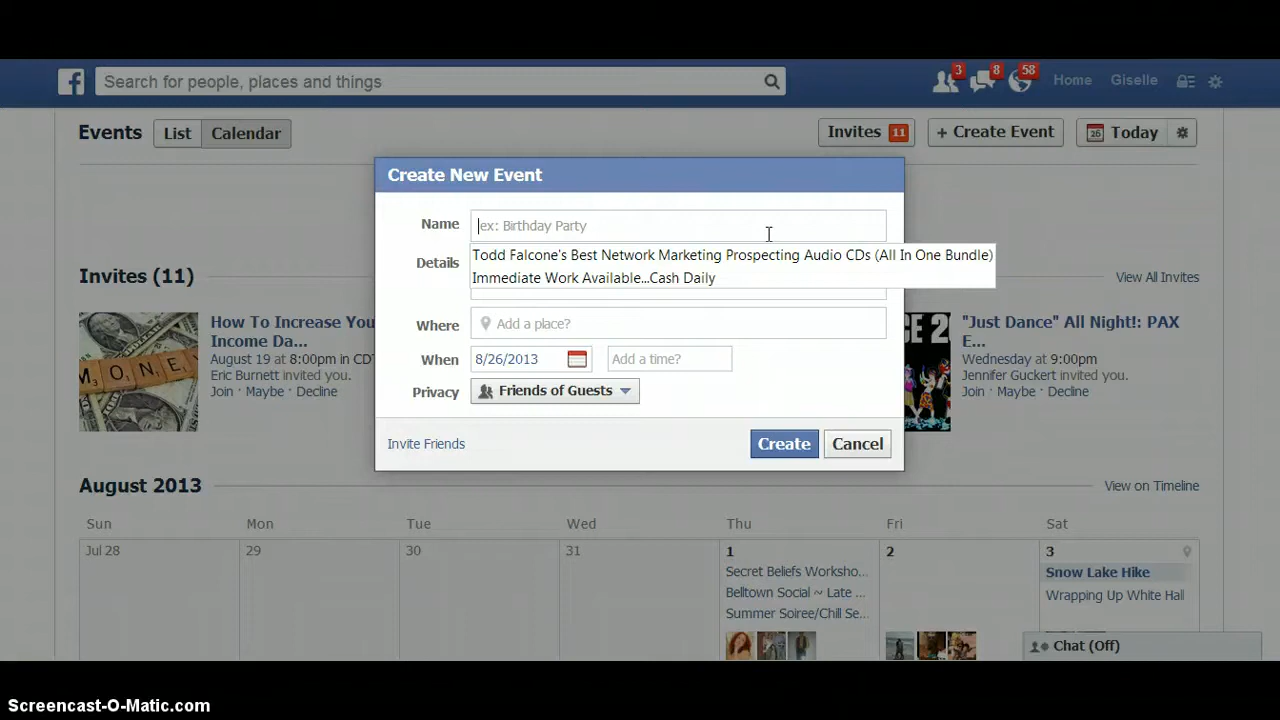 Search for people, places and things
3
8
58
Home
Giselle
Events
List
Calendar
Invites 11
+ Create Event
26
Today
Create New Event
Name
ex: Birthday Party
Todd Falcone's Best Network Marketing Prospecting Audio CDs (All In One Bundle)
Immediate Work Available...Cash Daily
Details
Where
Add a place?
When
8/26/2013
Add a time?
Privacy
Friends of Guests
Invite Friends
Create
Cancel
Invites (11)
View All Invites
MONEY
How To Increase You
Income Da...
August 19 at 8:00pm in CDT
Eric Burnett invited you.
Join · Maybe · Decline
CE 2
"Just Dance" All Night!: PAX
E...
Wednesday at 9:00pm
Jennifer Guckert invited you.
Join · Maybe · Decline
August 2013
View on Timeline
Sun
Mon
Tue
Wed
Thu
Fri
Sat
Jul 28
29
30
31
1
2
3
Secret Beliefs Worksho...
Belltown Social ~ Late ...
Summer Soiree/Chill Se...
Snow Lake Hike
Wrapping Up White Hall
Chat (Off)
Screencast-O-Matic.com